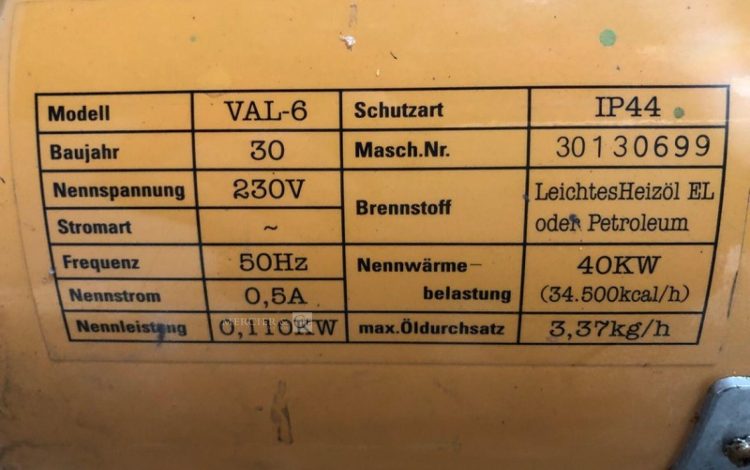 Modell VAL-6 Schutzart IP44
Baujahr 30 Masch.Nr. 30130699
Nennspannung 230V Brennstoff LeichtesHeizöl EL
Stromart ~ oder Petroleum
Frequenz 50Hz Nennwärme- 40KW
Nennstrom 0,5A belastung (34.500kcal/h)
Nennleistung 0,110KW max.Öldurchsatz 3,37kg/h